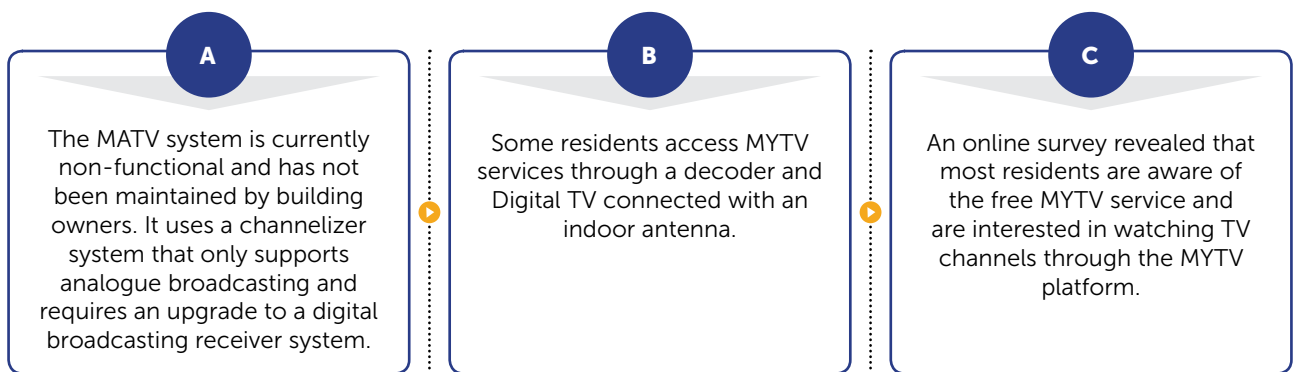 A
The MATV system is currently
non-functional and has not
been maintained by building
owners. It uses a channelizer
system that only supports
analogue broadcasting and
requires an upgrade to a digital
broadcasting receiver system.
B
Some residents access MYTV
services through a decoder and
Digital TV connected with an
indoor antenna.
C
An online survey revealed that
most residents are aware of
the free MYTV service and
are interested in watching TV
channels through the MYTV
platform.